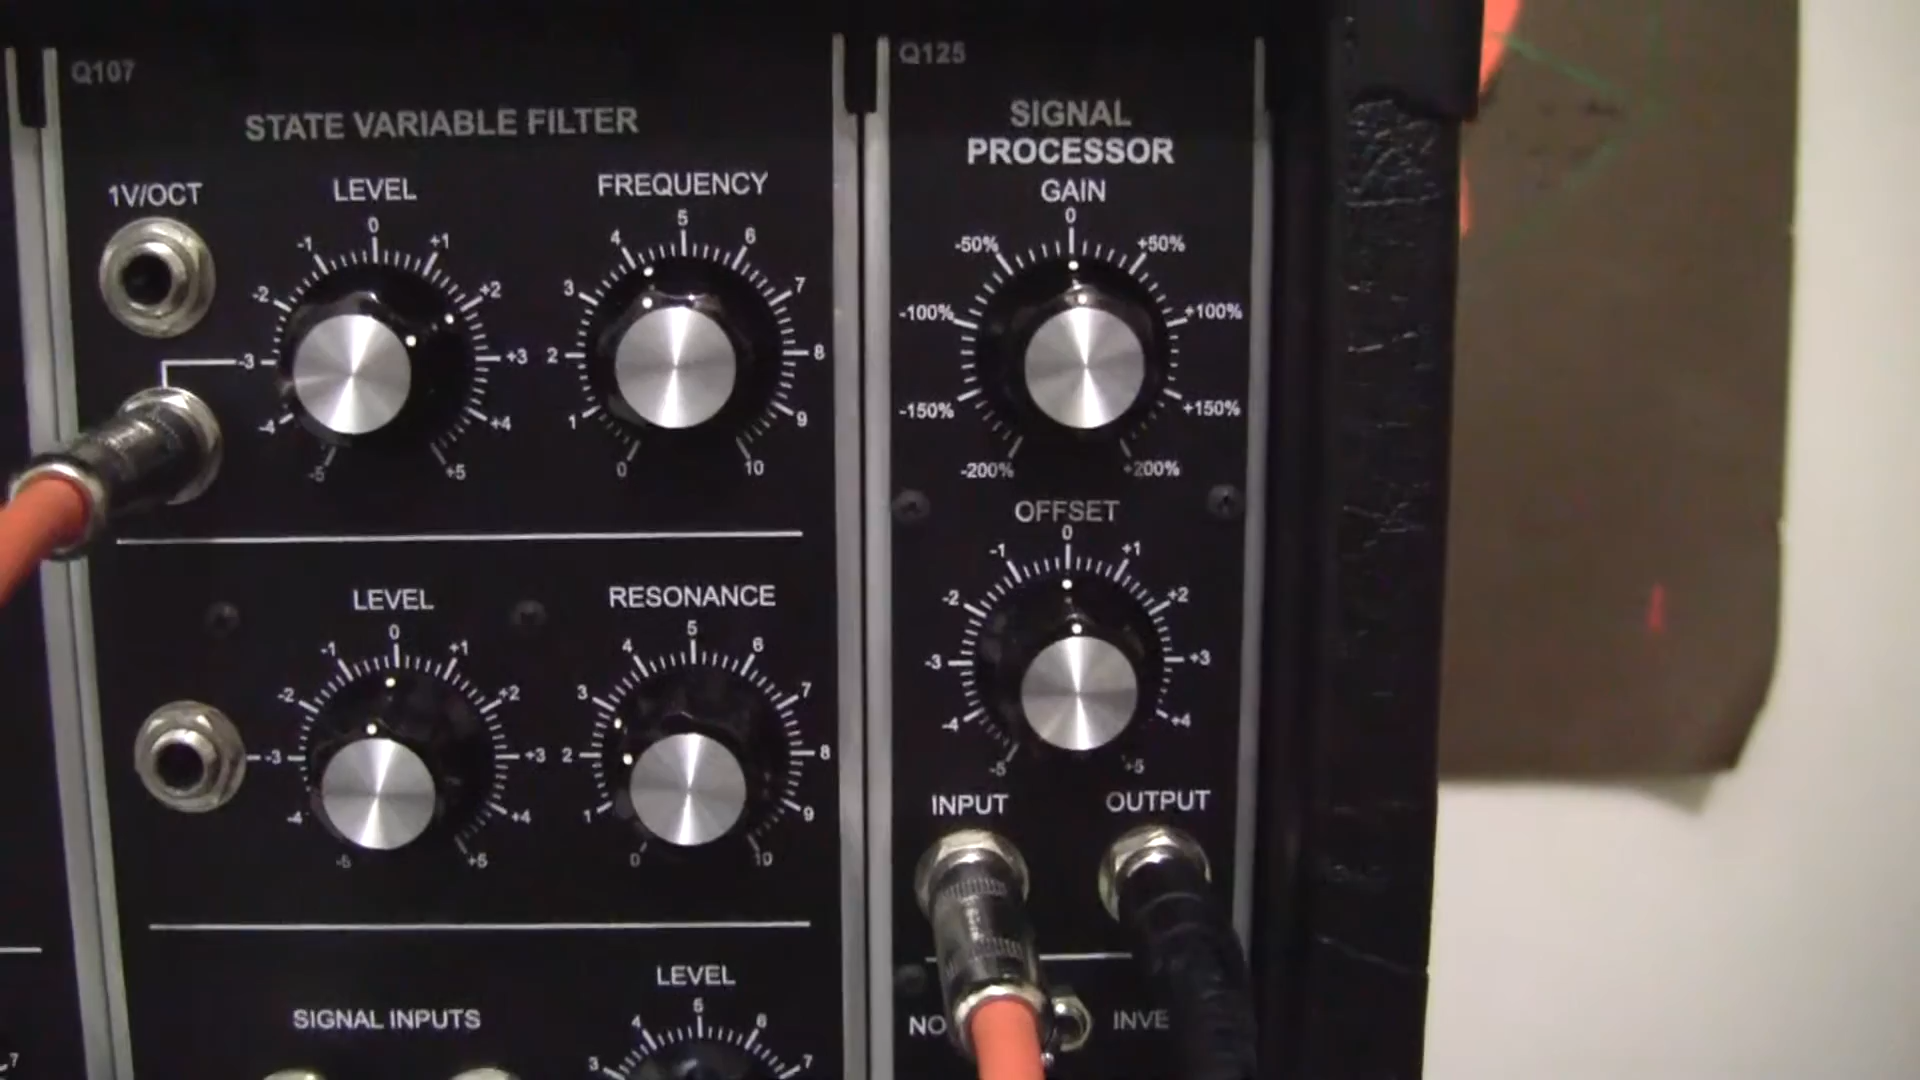 Q107
STATE VARIABLE FILTER
1V/OCT
LEVEL
-5 -4 -3 -2 -1 0 +1 +2 +3 +4 +5
FREQUENCY
0 1 2 3 4 5 6 7 8 9 10
LEVEL
-5 -4 -3 -2 -1 0 +1 +2 +3 +4 +5
RESONANCE
0 1 2 3 4 5 6 7 8 9 10
SIGNAL INPUTS
LEVEL
3 4 5 6 7
7
Q125
SIGNAL
PROCESSOR
GAIN
-200% -150% -100% -50% 0 +50% +100% +150% +200%
OFFSET
-5 -4 -3 -2 -1 0 +1 +2 +3 +4 +5
INPUT
OUTPUT
NO
INVE